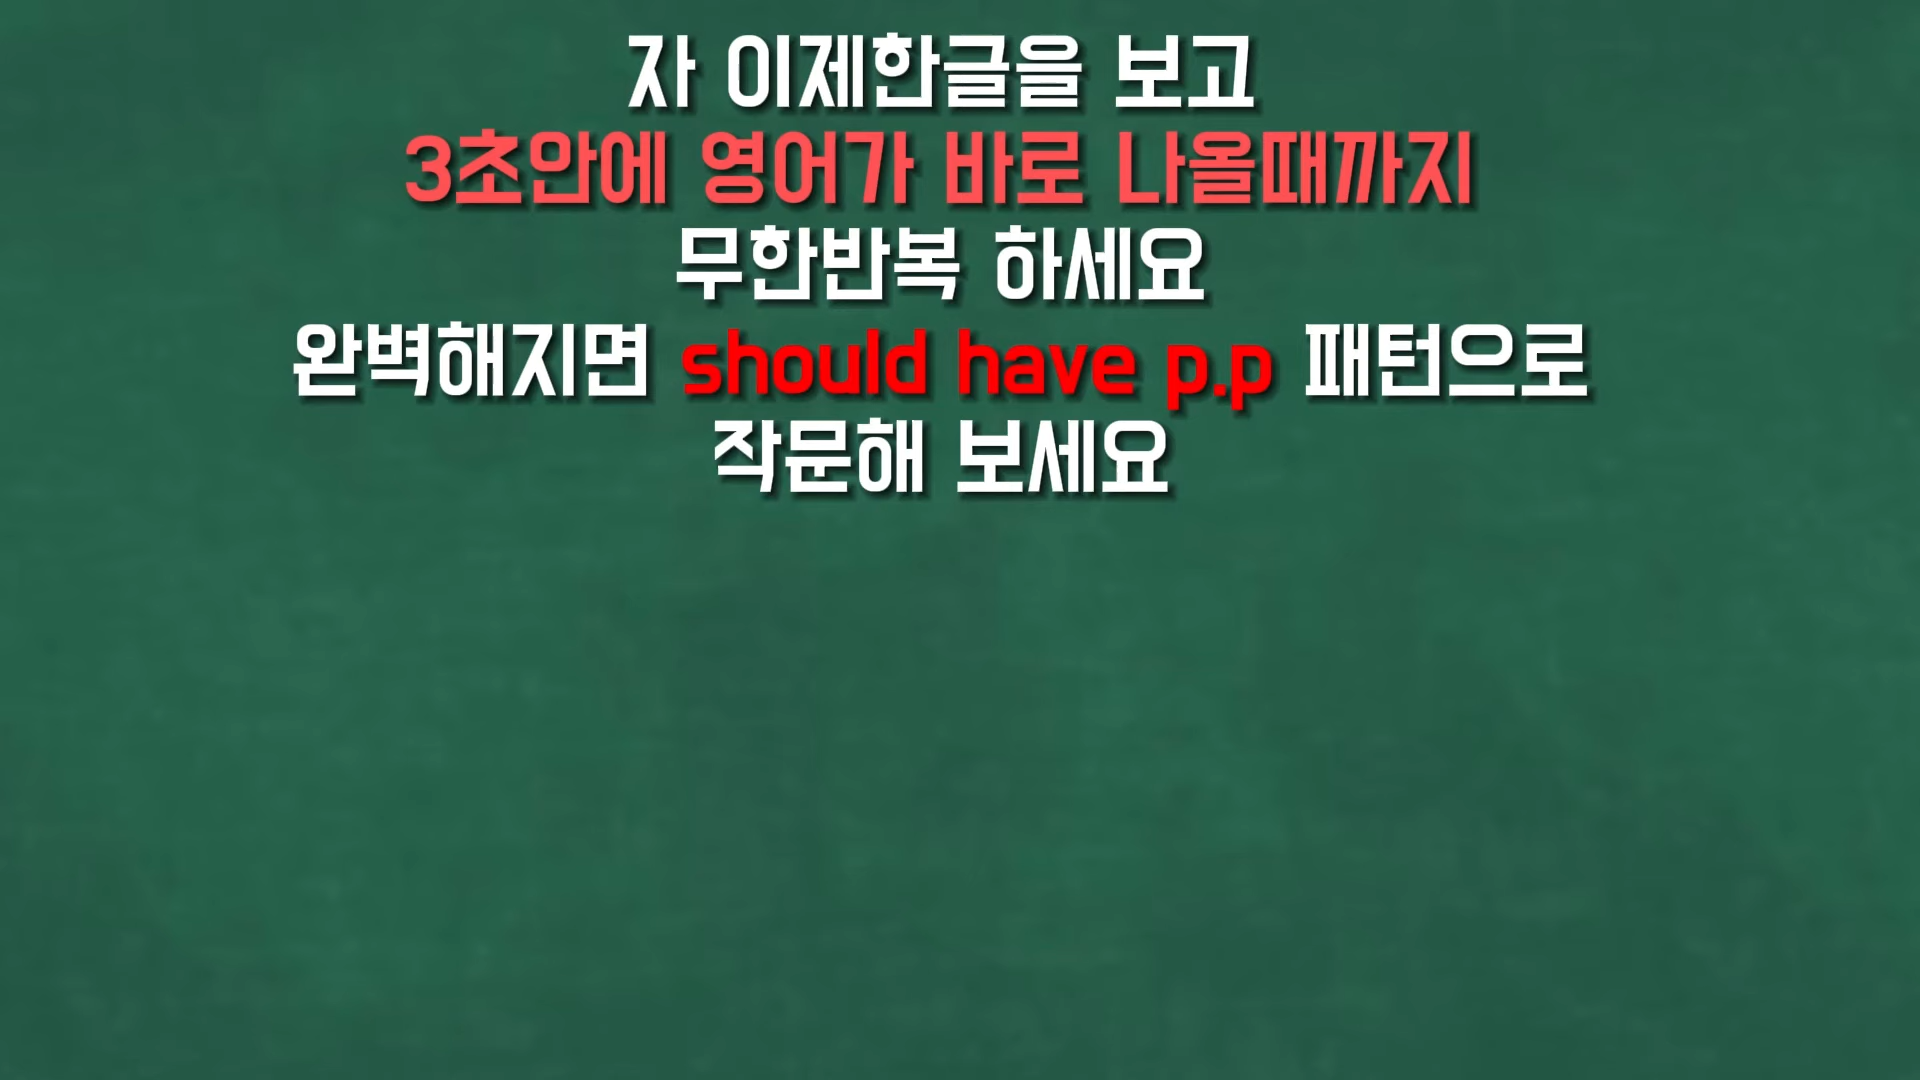 자 이제한글을 보고
3초안에 영어가 바로 나올때까지
무한반복 하세요
완벽해지면 should have p.p 패턴으로
작문해 보세요